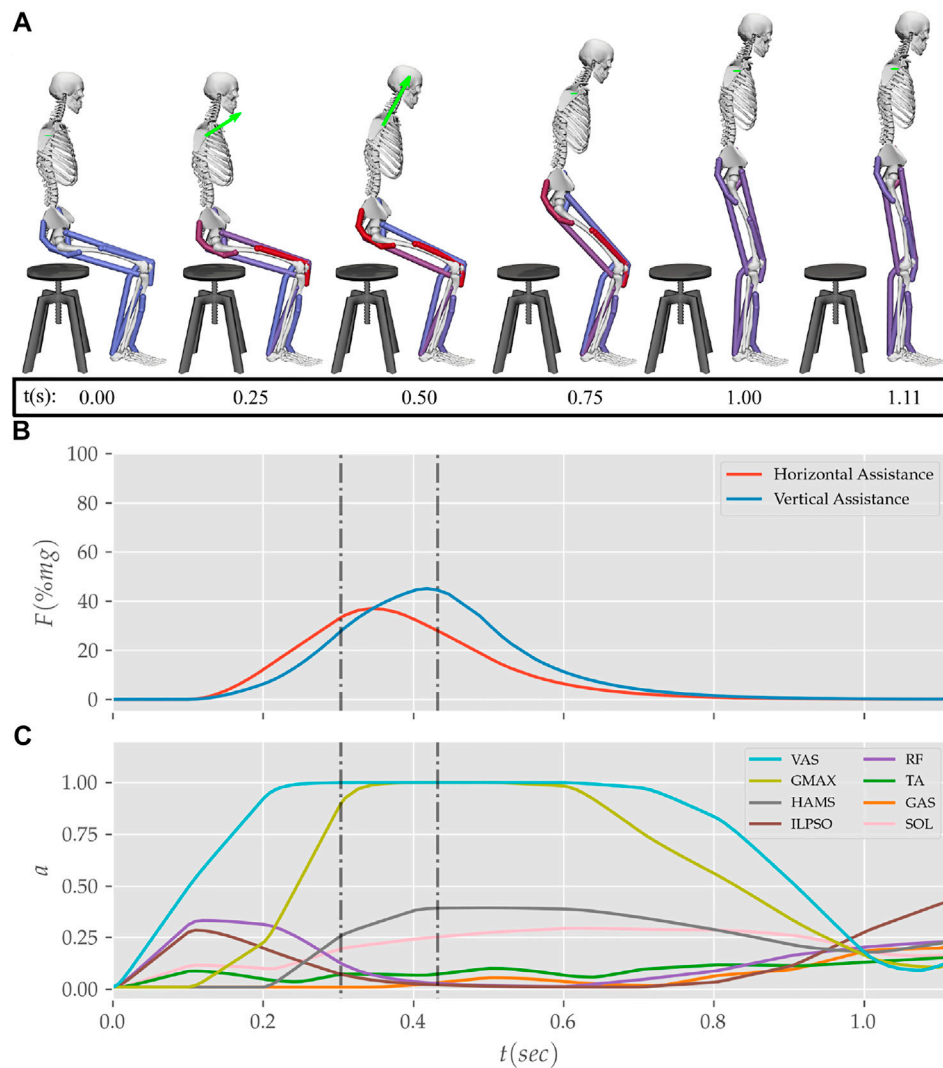 A
t(s): 0.00 0.25 0.50 0.75 1.00 1.11
B
100
80
60
40
20
0
F(%mg)
Horizontal Assistance
Vertical Assistance
C
1.00
0.75
0.50
0.25
0.00
a
VAS RF
GMAX TA
HAMS GAS
ILPSO SOL
0.0 0.2 0.4 0.6 0.8 1.0
t(sec)